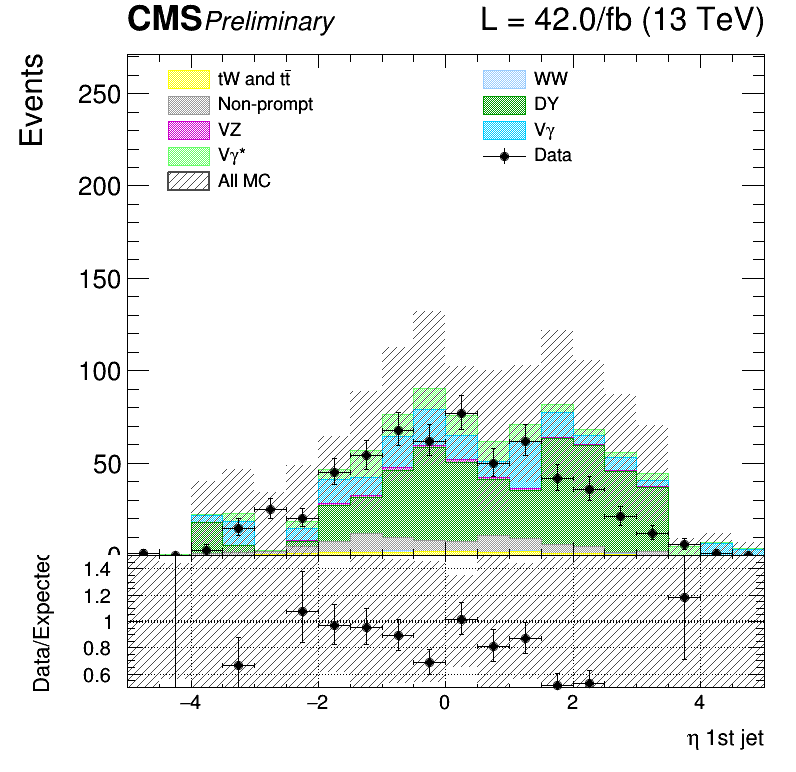 CMS Preliminary L = 42.0/fb (13 TeV)
Events
250
200
150
100
50
0
tW and tt̄
Non-prompt
VZ
Vγ*
All MC
WW
DY
Vγ
Data
Data/Expected
1.4
1.2
1
0.8
0.6
−4 −2 0 2 4
η 1st jet